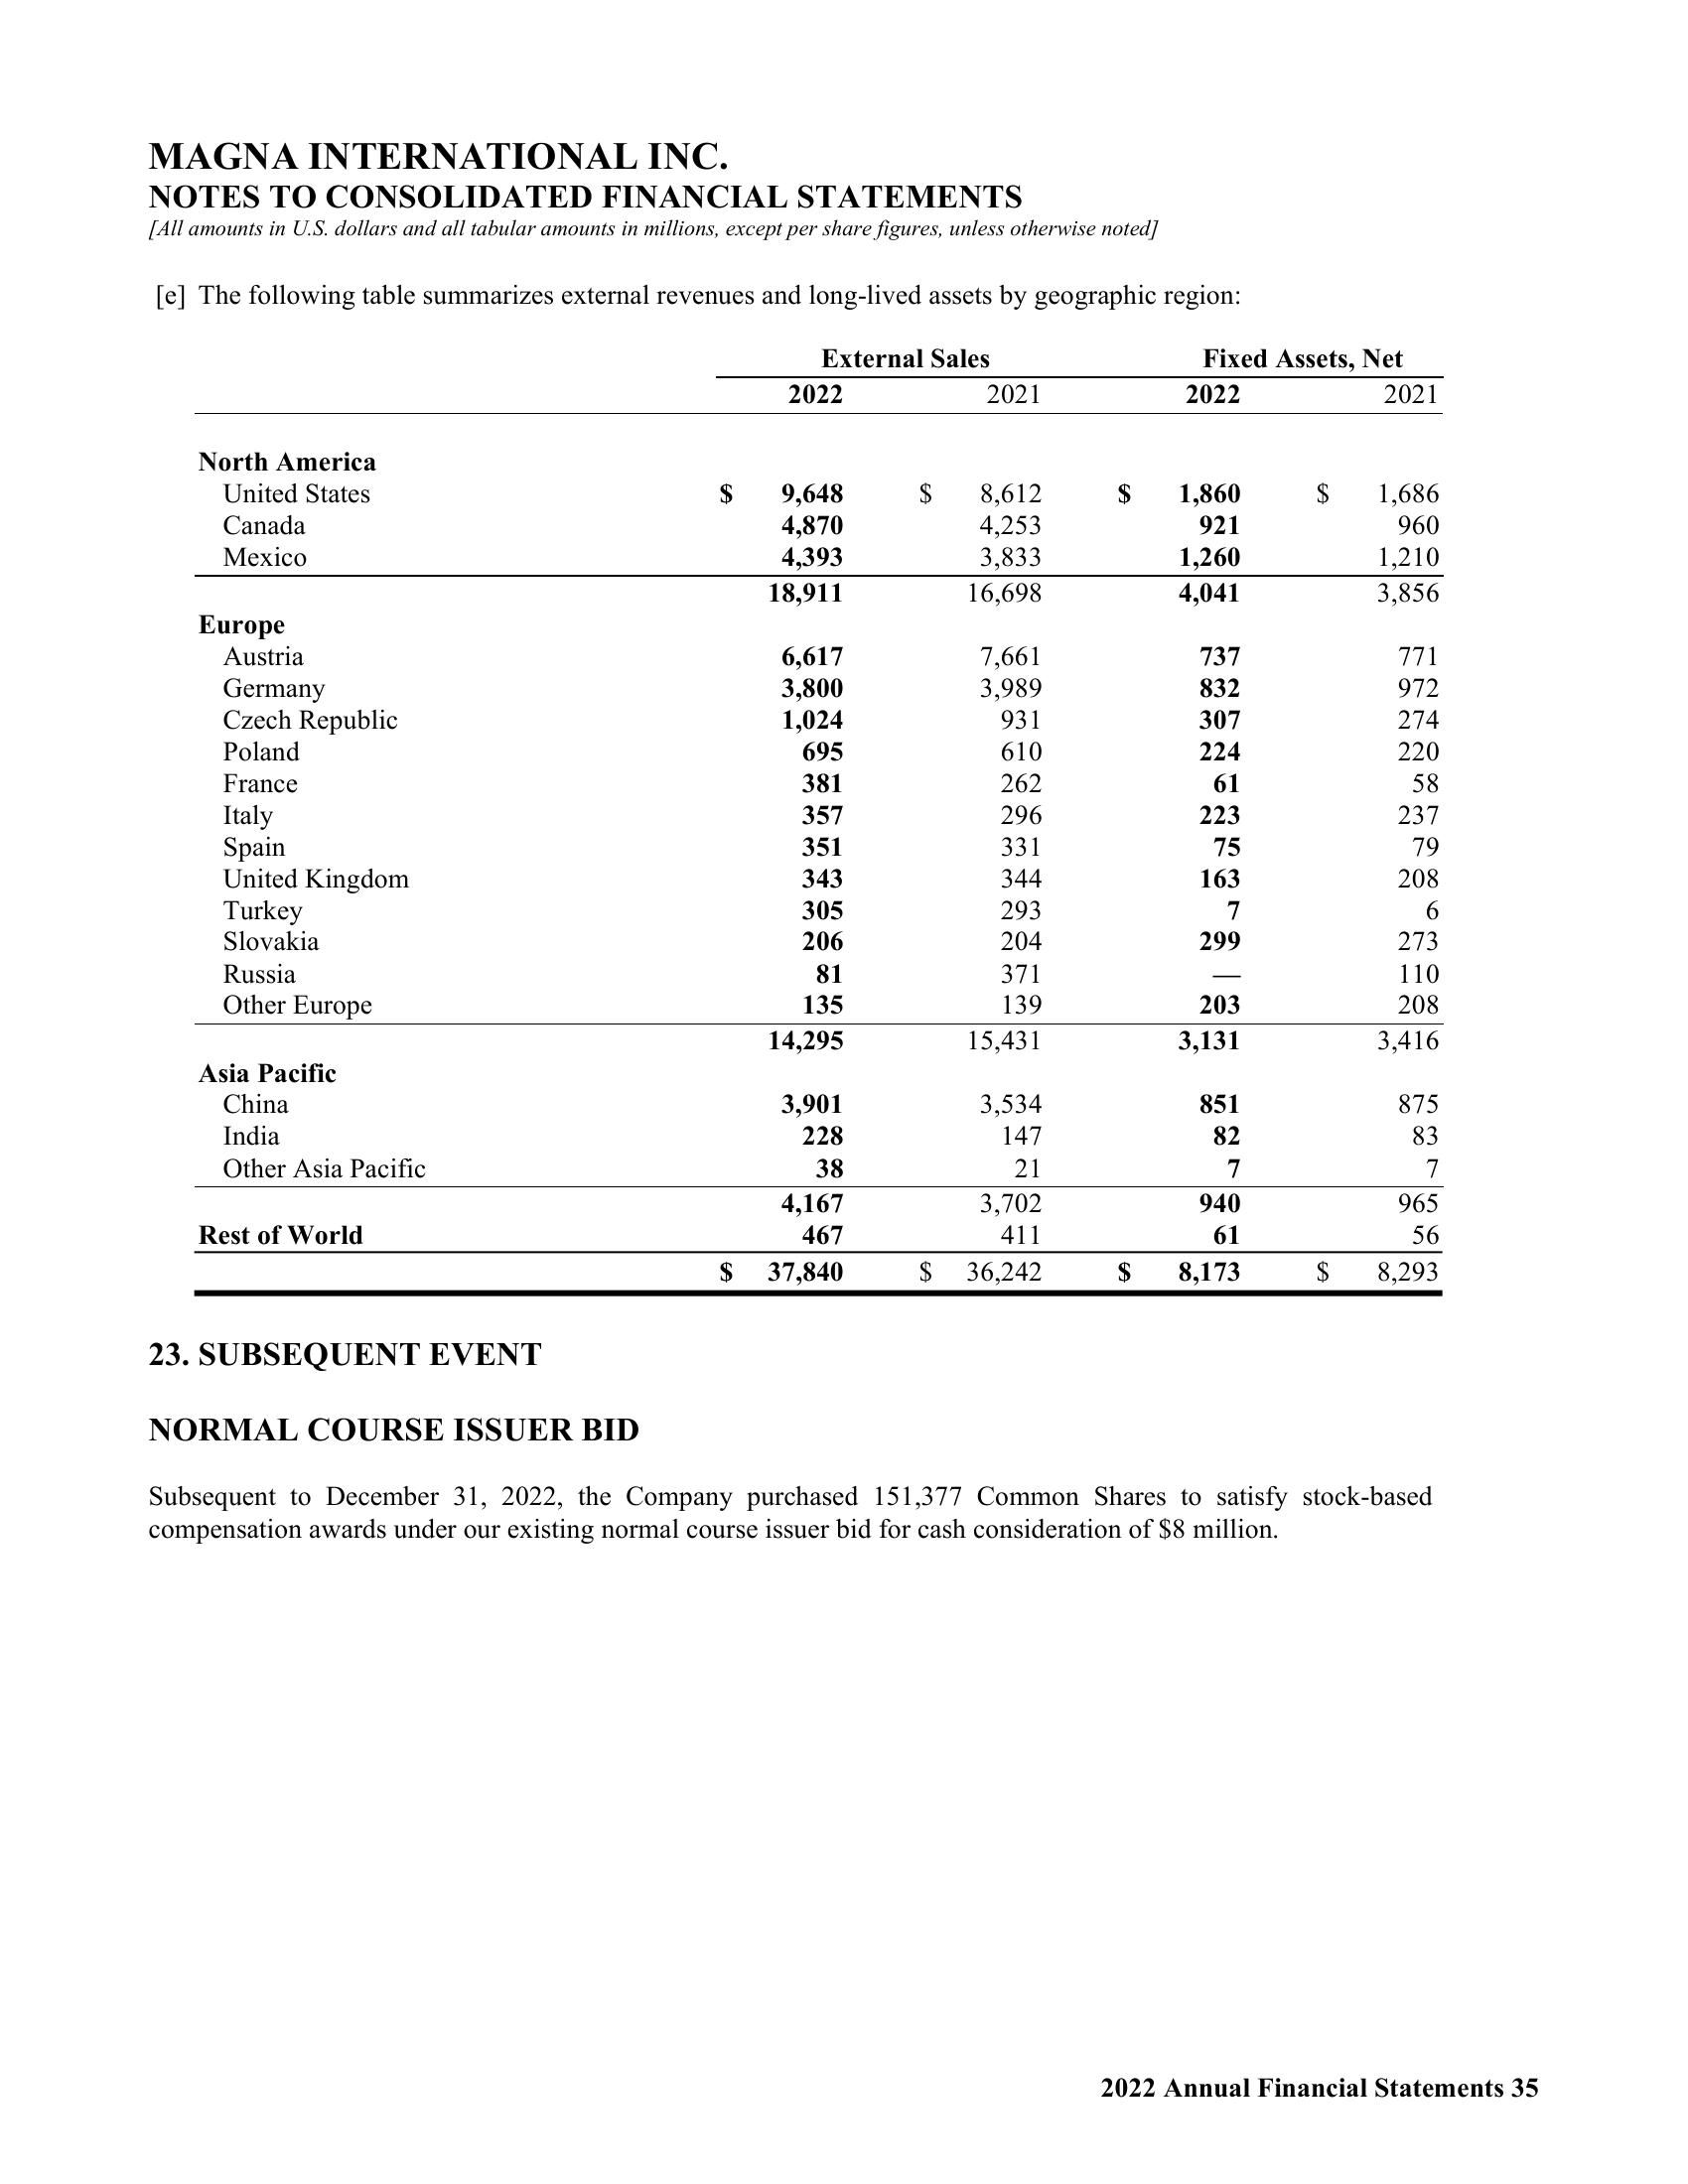 MAGNA INTERNATIONAL INC.
NOTES TO CONSOLIDATED FINANCIAL STATEMENTS
[All amounts in U.S. dollars and all tabular amounts in millions, except per share figures, unless otherwise noted]
[e] The following table summarizes external revenues and long-lived assets by geographic region:
External Sales Fixed Assets, Net
2022 2021 2022 2021
North America
United States $ 9,648 $ 8,612 $ 1,860 $ 1,686
Canada 4,870 4,253 921 960
Mexico 4,393 3,833 1,260 1,210
18,911 16,698 4,041 3,856
Europe
Austria 6,617 7,661 737 771
Germany 3,800 3,989 832 972
Czech Republic 1,024 931 307 274
Poland 695 610 224 220
France 381 262 61 58
Italy 357 296 223 237
Spain 351 331 75 79
United Kingdom 343 344 163 208
Turkey 305 293 7 6
Slovakia 206 204 299 273
Russia 81 371 — 110
Other Europe 135 139 203 208
14,295 15,431 3,131 3,416
Asia Pacific
China 3,901 3,534 851 875
India 228 147 82 83
Other Asia Pacific 38 21 7 7
4,167 3,702 940 965
Rest of World 467 411 61 56
$ 37,840 $ 36,242 $ 8,173 $ 8,293
23. SUBSEQUENT EVENT
NORMAL COURSE ISSUER BID
Subsequent to December 31, 2022, the Company purchased 151,377 Common Shares to satisfy stock-based
compensation awards under our existing normal course issuer bid for cash consideration of $8 million.
2022 Annual Financial Statements 35